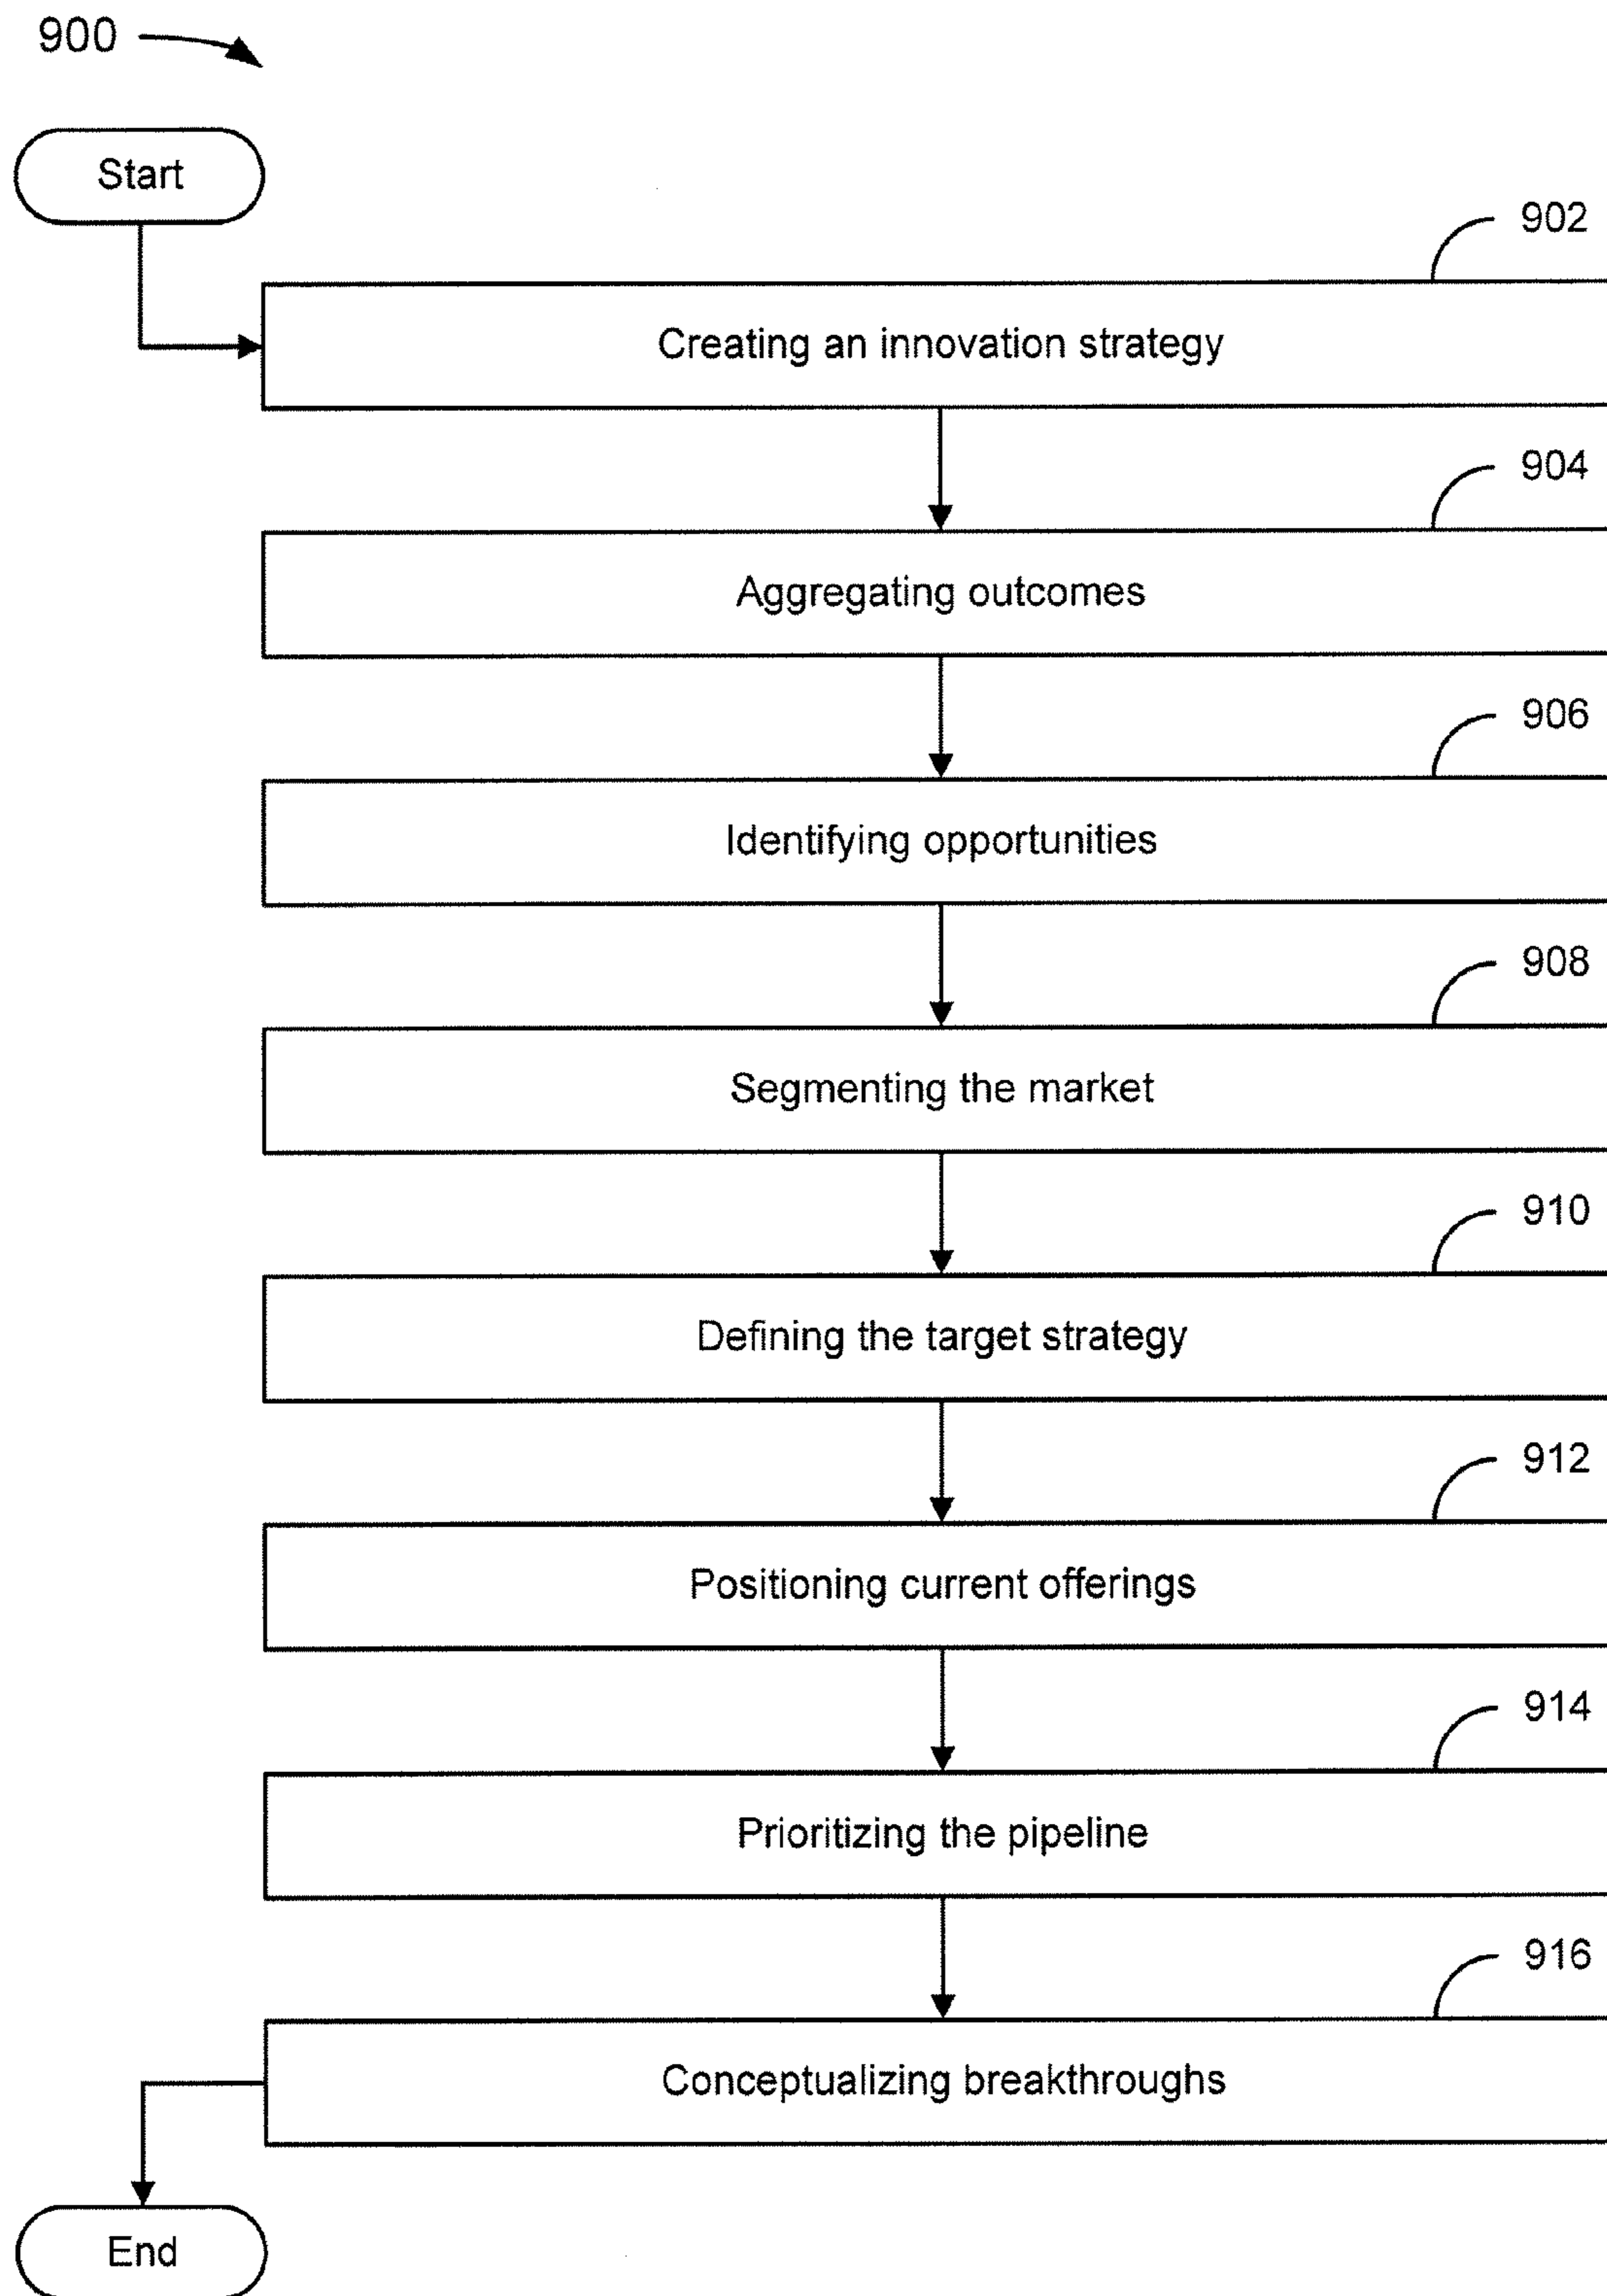 900
Start
902
Creating an innovation strategy
904
Aggregating outcomes
906
Identifying opportunities
908
Segmenting the market
910
Defining the target strategy
912
Positioning current offerings
914
Prioritizing the pipeline
916
Conceptualizing breakthroughs
End